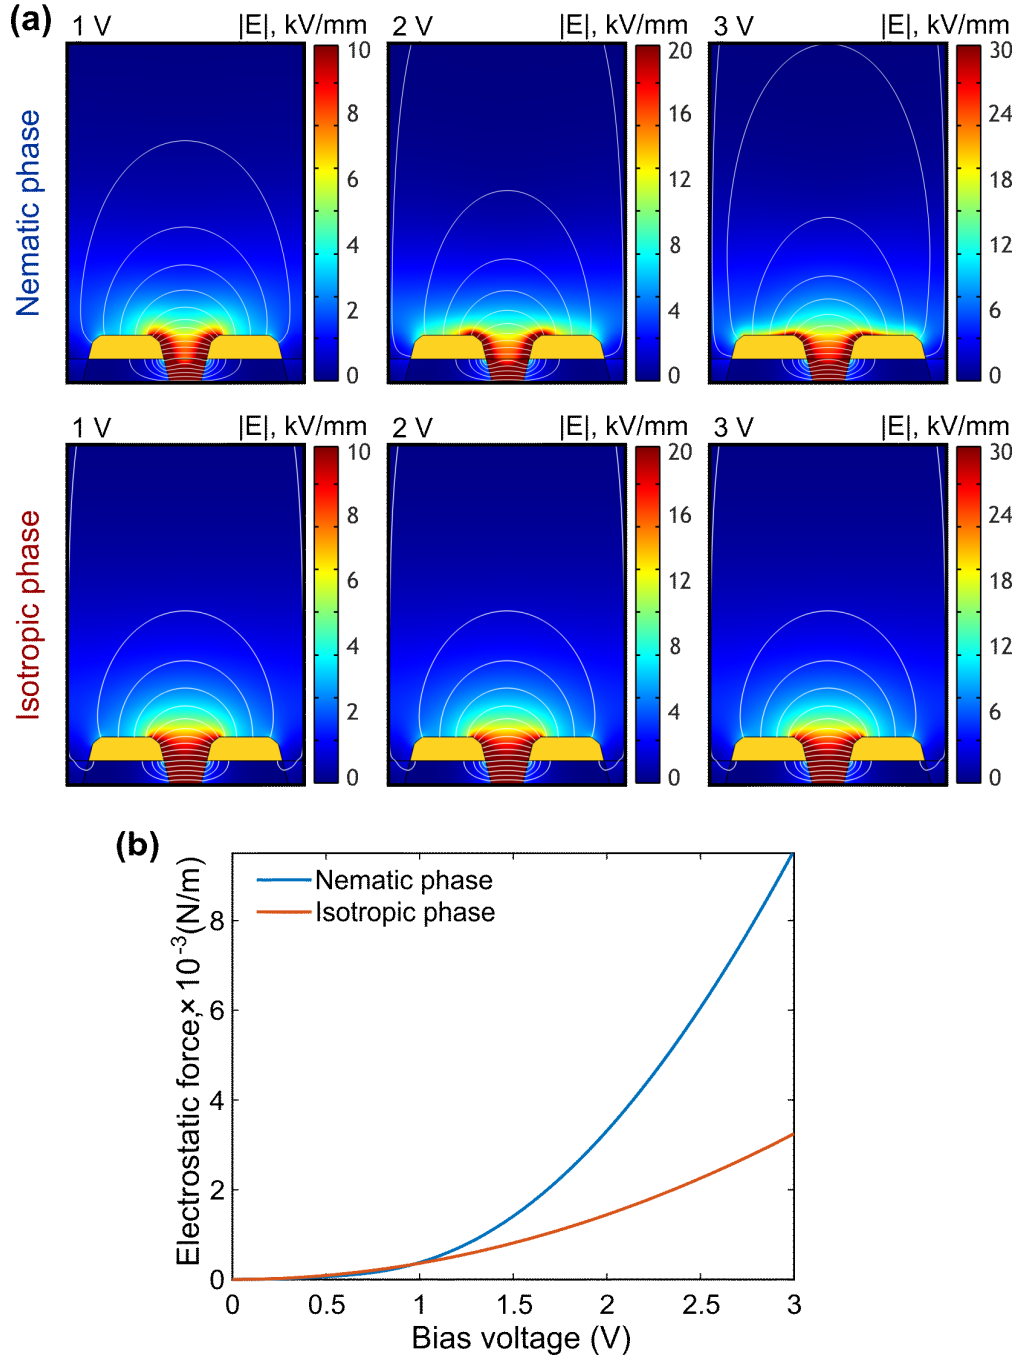 (a)
1 V |E|, kV/mm 2 V |E|, kV/mm 3 V |E|, kV/mm
Nematic phase
10 8 6 4 2 0
20 16 12 8 4 0
30 24 18 12 6 0
1 V |E|, kV/mm 2 V |E|, kV/mm 3 V |E|, kV/mm
Isotropic phase
10 8 6 4 2 0
20 16 12 8 4 0
30 24 18 12 6 0
(b)
Electrostatic force,×10⁻³(N/m)
Nematic phase
Isotropic phase
8
6
4
2
0
0 0.5 1 1.5 2 2.5 3
Bias voltage (V)